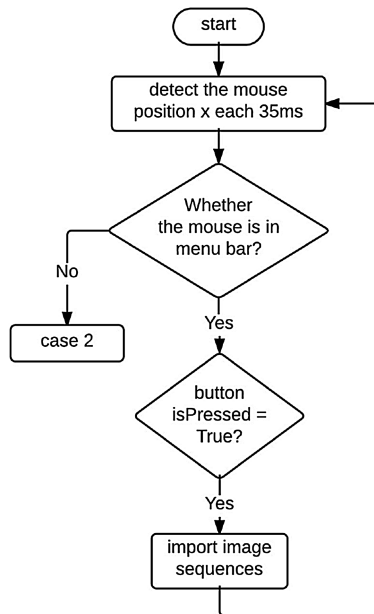 start
detect the mouse
position x each 35ms
Whether
the mouse is in
menu bar?
No
case 2
Yes
button
isPressed =
True?
Yes
import image
sequences